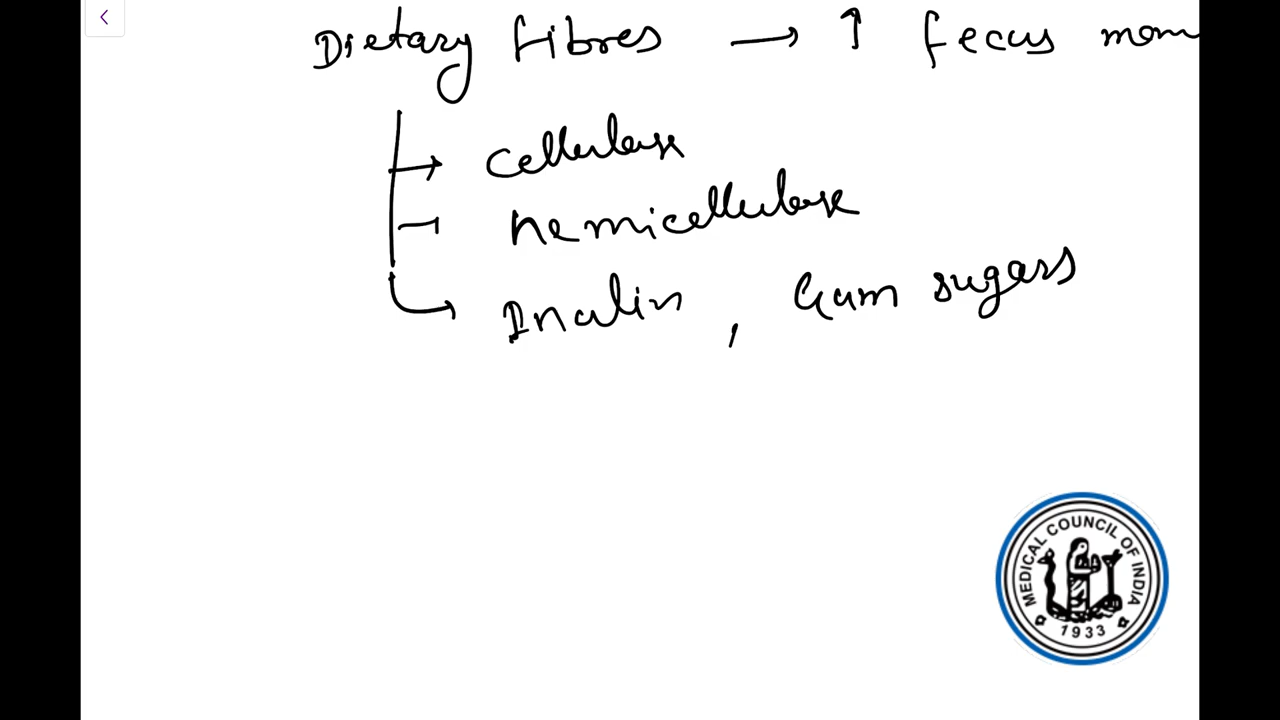 Dietary fibres → ↑ fecus mom
→ cellulose
hemicellulose
→ Inulin, Gum sugars
MEDICAL COUNCIL OF INDIA
1933